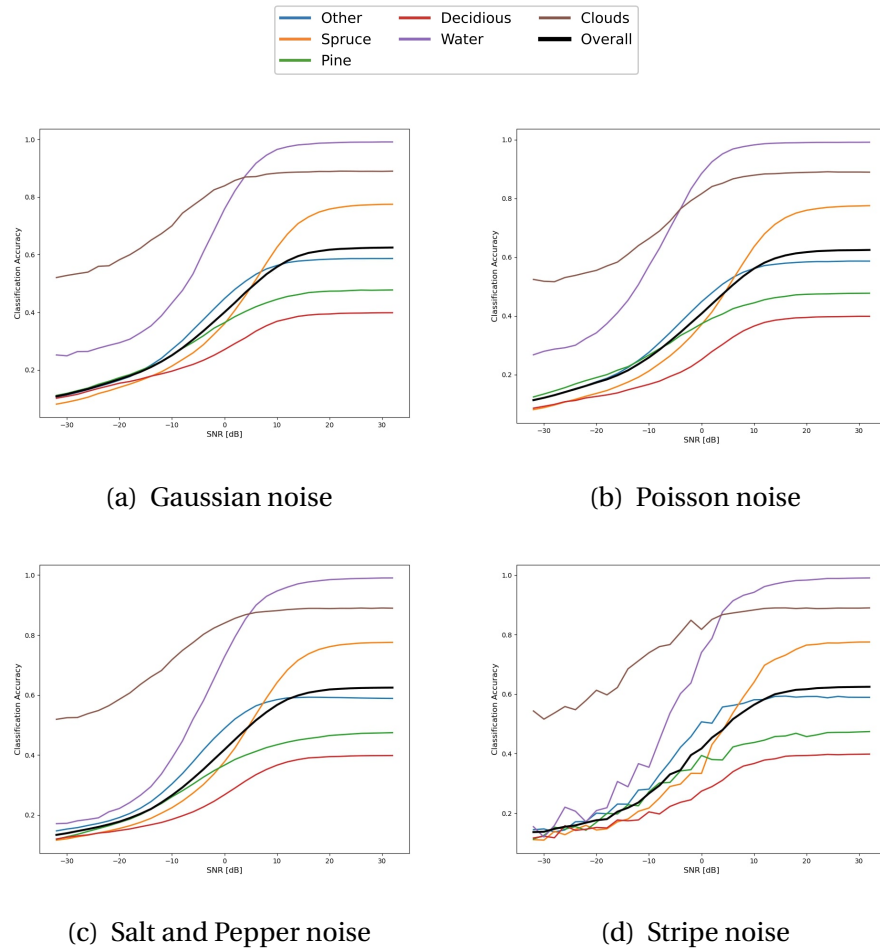 Other
Spruce
Pine
Decidious
Water
Clouds
Overall
1.0
0.8
0.6
0.4
0.2
Classification Accuracy
−30 −20 −10 0 10 20 30
SNR [dB]
(a) Gaussian noise
1.0
0.8
0.6
0.4
0.2
Classification Accuracy
−30 −20 −10 0 10 20 30
SNR [dB]
(b) Poisson noise
1.0
0.8
0.6
0.4
0.2
Classification Accuracy
−30 −20 −10 0 10 20 30
SNR [dB]
(c) Salt and Pepper noise
1.0
0.8
0.6
0.4
0.2
Classification Accuracy
−30 −20 −10 0 10 20 30
SNR [dB]
(d) Stripe noise